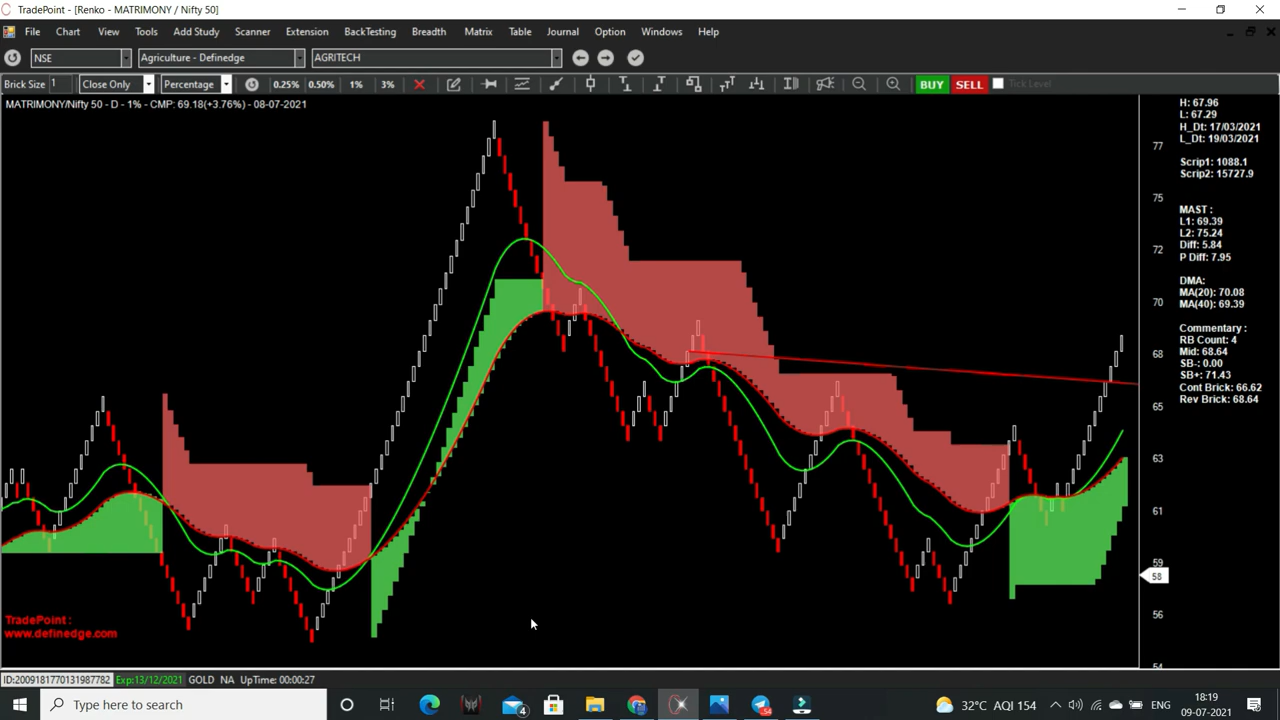 TradePoint - [Renko - MATRIMONY / Nifty 50]
File Chart View Tools Add Study Scanner Extension BackTesting Breadth Matrix Table Journal Option Windows Help
NSE Agriculture - Definedge AGRITECH
Brick Size 1 Close Only Percentage 0.25% 0.50% 1% 3% BUY SELL Tick Level
MATRIMONY/Nifty 50 - D - 1% - CMP: 69.18(+3.76%) - 08-07-2021
H: 67.96
L: 67.29
H_Dt: 17/03/2021
L_Dt: 19/03/2021
Scrip1: 1088.1
Scrip2: 15727.9
MAST :
L1: 69.39
L2: 75.24
Diff: 5.84
P Diff: 7.95
DMA:
MA(20): 70.08
MA(40): 69.39
Commentary :
RB Count: 4
Mid: 68.64
SB-: 0.00
SB+: 71.43
Cont Brick: 66.62
Rev Brick: 68.64
77
75
72
70
68
65
63
61
59
58
56
54
TradePoint :
www.definedge.com
ID:2009181770131987782 Exp:13/12/2021 GOLD NA UpTime: 00:00:27
Type here to search
4
54
32°C AQI 154
ENG
18:19
09-07-2021